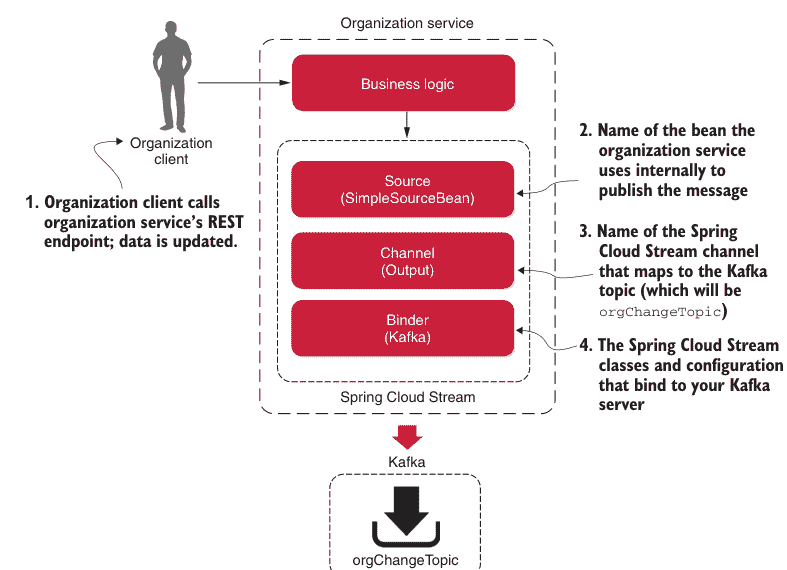 Organization service
Business logic
Organization
client
1. Organization client calls
organization service's REST
endpoint; data is updated.
Source
(SimpleSourceBean)
2. Name of the bean the
organization service
uses internally to
publish the message
Channel
(Output)
3. Name of the Spring
Cloud Stream channel
that maps to the Kafka
topic (which will be
orgChangeTopic)
Binder
(Kafka)
4. The Spring Cloud Stream
classes and configuration
that bind to your Kafka
server
Spring Cloud Stream
Kafka
orgChangeTopic